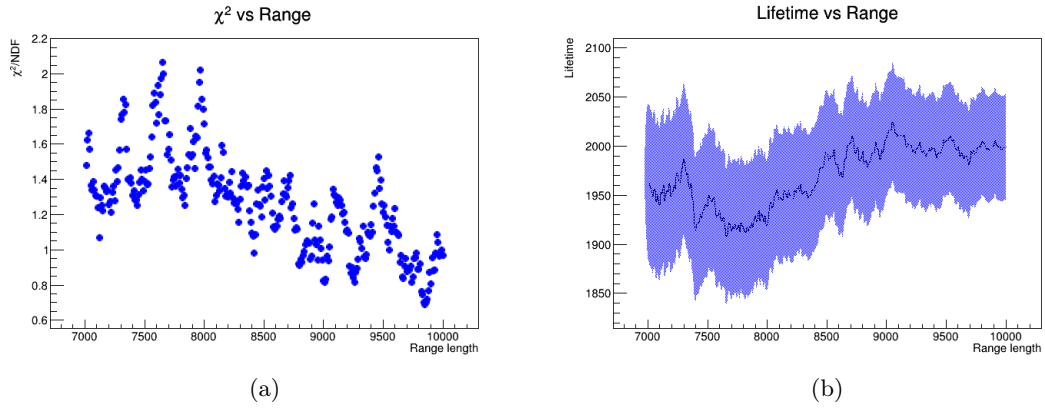 χ² vs Range
χ²/NDF
2.2
2
1.8
1.6
1.4
1.2
1
0.8
0.6
7000 7500 8000 8500 9000 9500 10000
Range length
(a)
Lifetime vs Range
Lifetime
2100
2050
2000
1950
1900
1850
7000 7500 8000 8500 9000 9500 10000
Range length
(b)